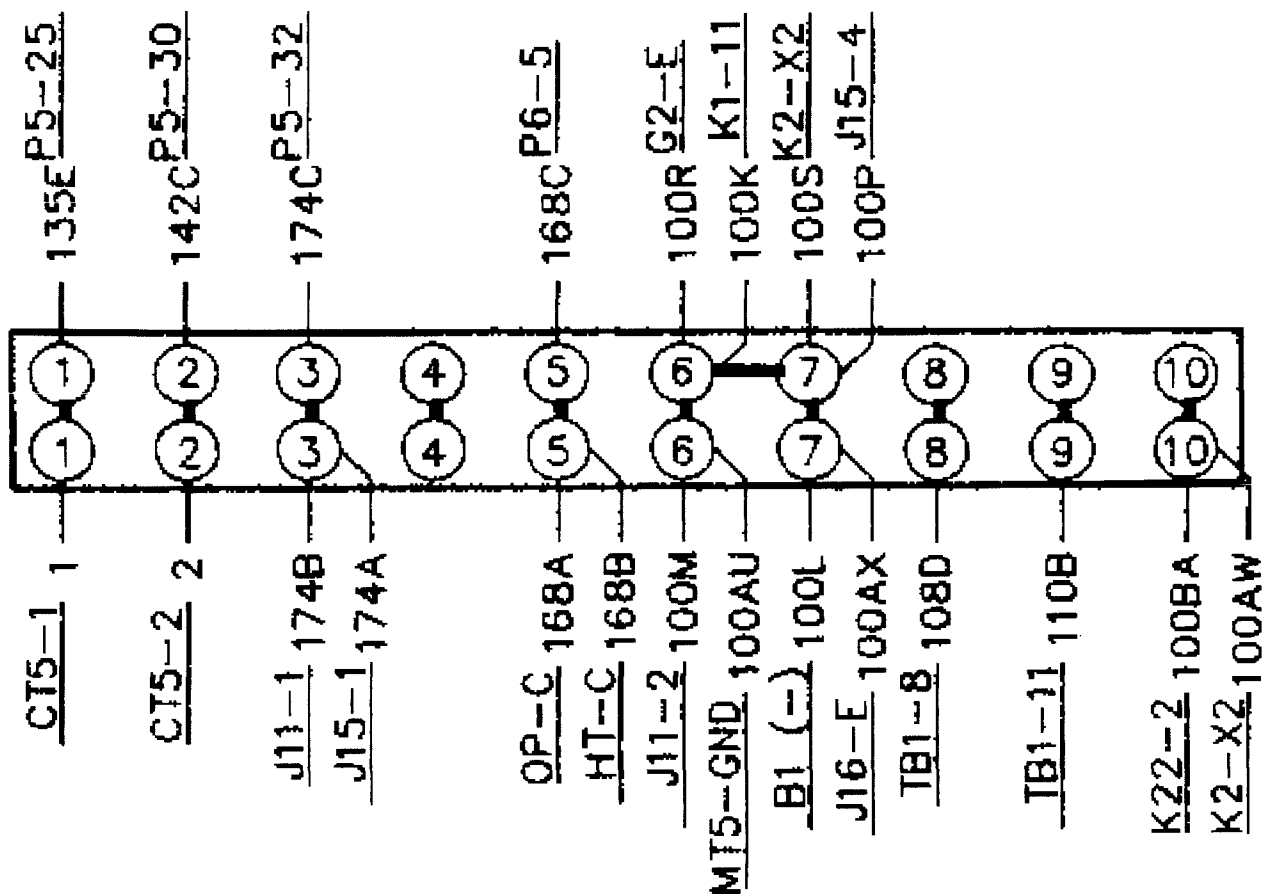 135E P5-25
142C P5-30
174C P5-32
168C P6-5
100R G2-E
100K K1-11
100S K2-X2
100P J15-4
1 2 3 4 5 6 7 8 9 10
1 2 3 4 5 6 7 8 9 10
CT5-1 1
CT5-2 2
J11-1 174B
J15-1 174A
OP-C 168A
HT-C 168B
J11-2 100M
MT5-GND 100AU
B1 (-) 100L
J16-E 100AX
TB1-8 108D
TB1-11 110B
K22-2 100BA
K2-X2 100AW